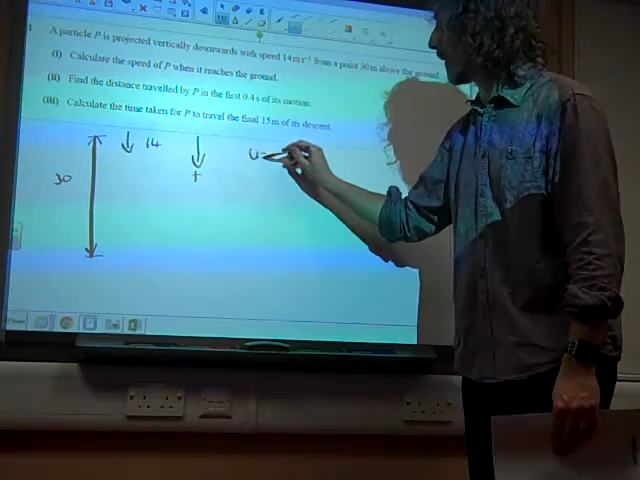 1 A particle P is projected vertically downwards with speed 14 m s⁻¹ from a point 30 m above the ground.
(i) Calculate the speed of P when it reaches the ground.
(ii) Find the distance travelled by P in the first 0.4 s of its motion.
(iii) Calculate the time taken for P to travel the final 15 m of its descent.
14
u=
30
+